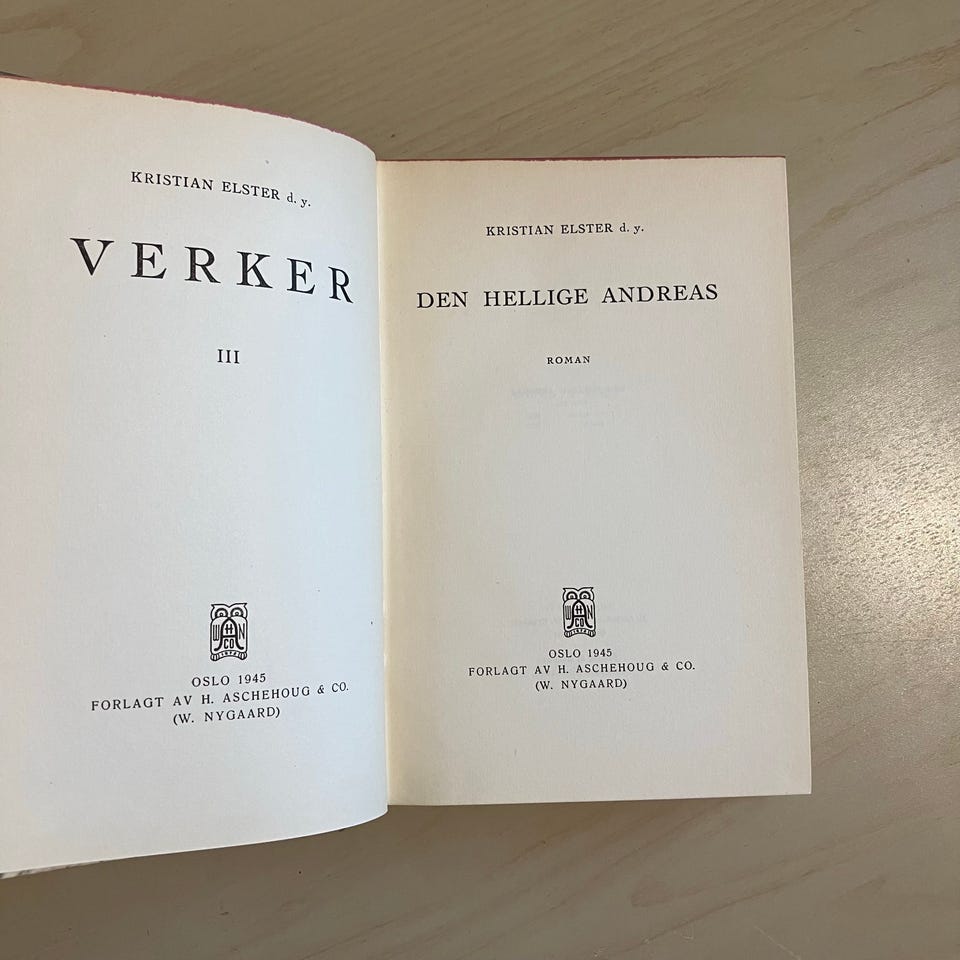 KRISTIAN ELSTER d. y.
VERKER
III
OSLO 1945
FORLAGT AV H. ASCHEHOUG & CO.
(W. NYGAARD)
KRISTIAN ELSTER d. y.
DEN HELLIGE ANDREAS
ROMAN
OSLO 1945
FORLAGT AV H. ASCHEHOUG & CO.
(W. NYGAARD)